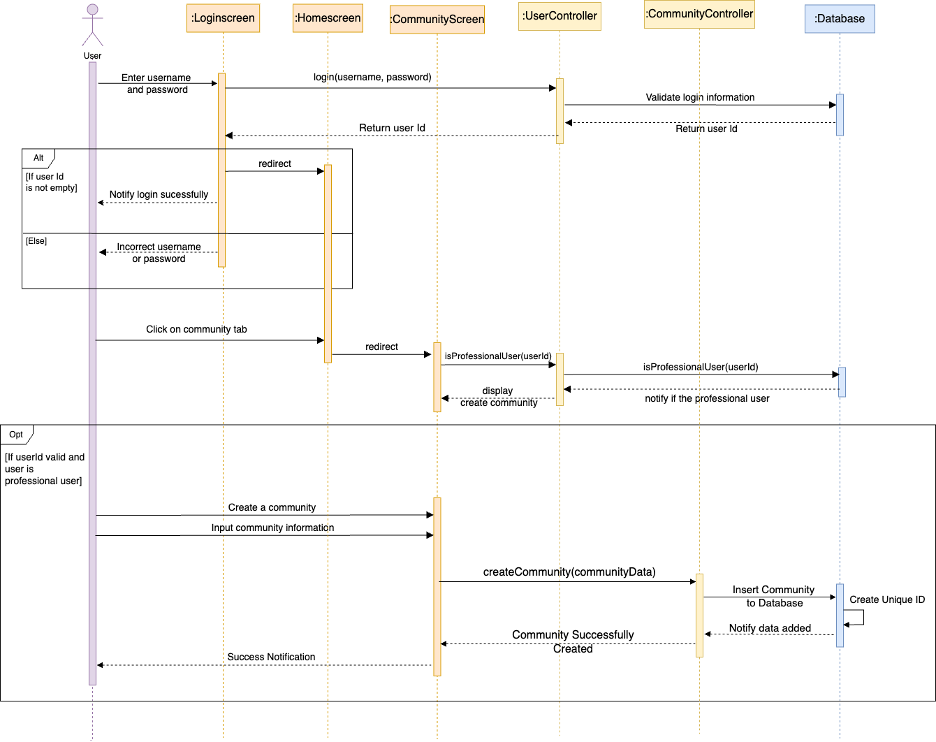 :Loginscreen
:Homescreen
:CommunityScreen
:UserController
:CommunityController
:Database
User
Enter username
and password
login(username, password)
Validate login information
Return user Id
Return user Id
Alt
[If user Id
is not empty]
redirect
Notify login sucessfully
[Else]
Incorrect username
or password
Click on community tab
redirect
isProfessionalUser(userId)
isProfessionalUser(userId)
display
create community
notify if the professional user
Opt
[If userId valid and
user is
professional user]
Create a community
Input community information
createCommunity(communityData)
Insert Community
to Database
Create Unique ID
Notify data added
Community Successfully
Created
Success Notification